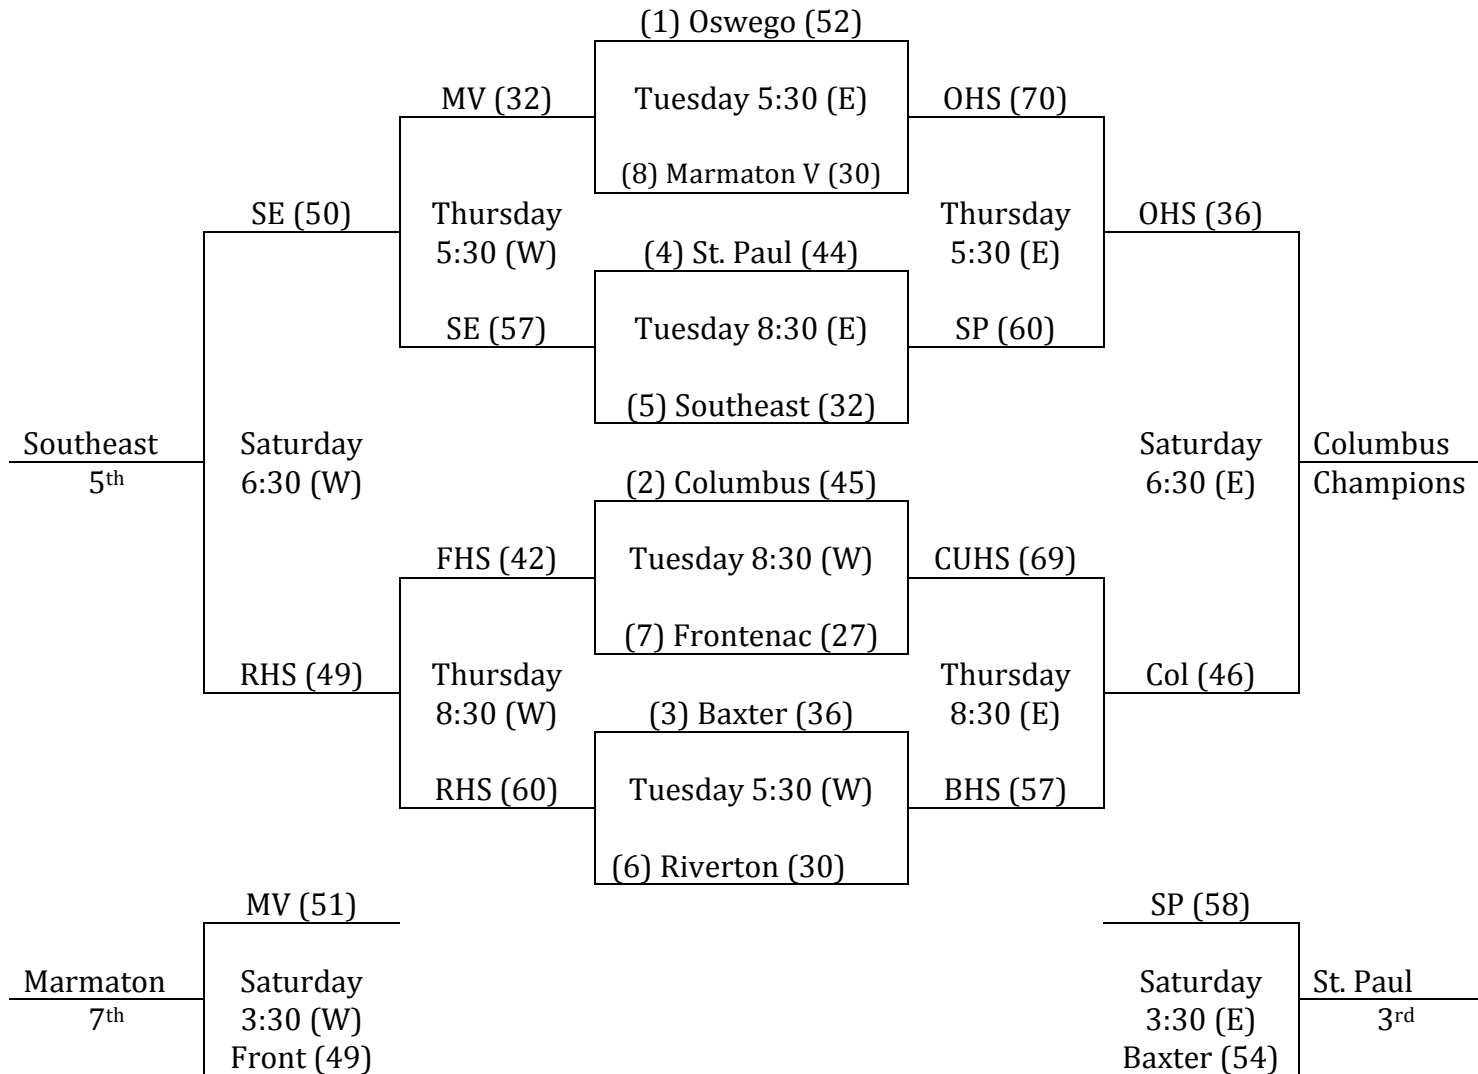 (1) Oswego (52)
MV (32) Tuesday 5:30 (E) OHS (70)
(8) Marmaton V (30)
SE (50) Thursday Thursday OHS (36)
5:30 (W) (4) St. Paul (44) 5:30 (E)
SE (57) Tuesday 8:30 (E) SP (60)
(5) Southeast (32)
Southeast Saturday Saturday Columbus
5th 6:30 (W) (2) Columbus (45) 6:30 (E) Champions
FHS (42) Tuesday 8:30 (W) CUHS (69)
(7) Frontenac (27)
RHS (49) Thursday Thursday Col (46)
8:30 (W) (3) Baxter (36) 8:30 (E)
RHS (60) Tuesday 5:30 (W) BHS (57)
(6) Riverton (30)
MV (51) SP (58)
Marmaton Saturday Saturday St. Paul
7th 3:30 (W) 3:30 (E) 3rd
Front (49) Baxter (54)